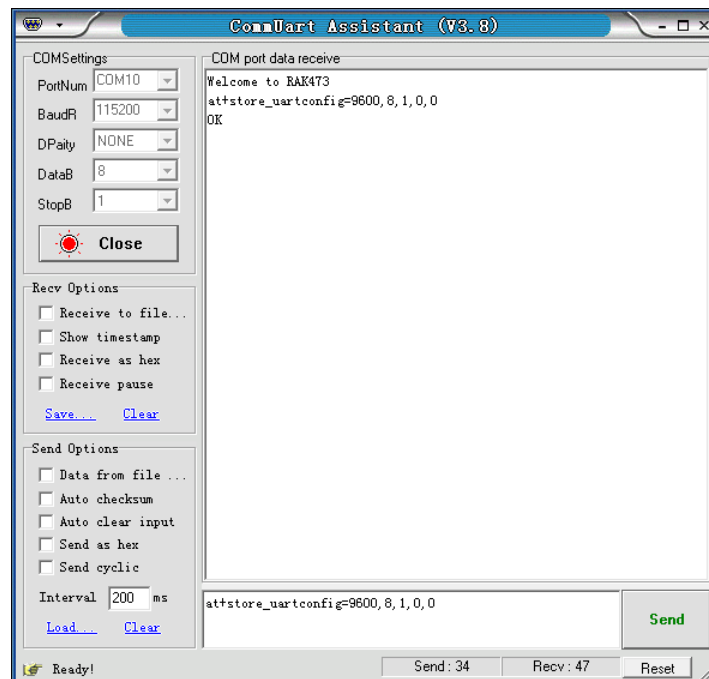 CommUart Assistant (V3.8)
COMSettings
PortNum COM10
BaudR 115200
DPaity NONE
DataB 8
StopB 1
Close
Recv Options
Receive to file...
Show timestamp
Receive as hex
Receive pause
Save... Clear
Send Options
Data from file ...
Auto checksum
Auto clear input
Send as hex
Send cyclic
Interval 200 ms
Load... Clear
COM port data receive
Welcome to RAK473
at+store_uartconfig=9600,8,1,0,0
OK
at+store_uartconfig=9600,8,1,0,0
Send
Ready!
Send : 34
Recv : 47
Reset